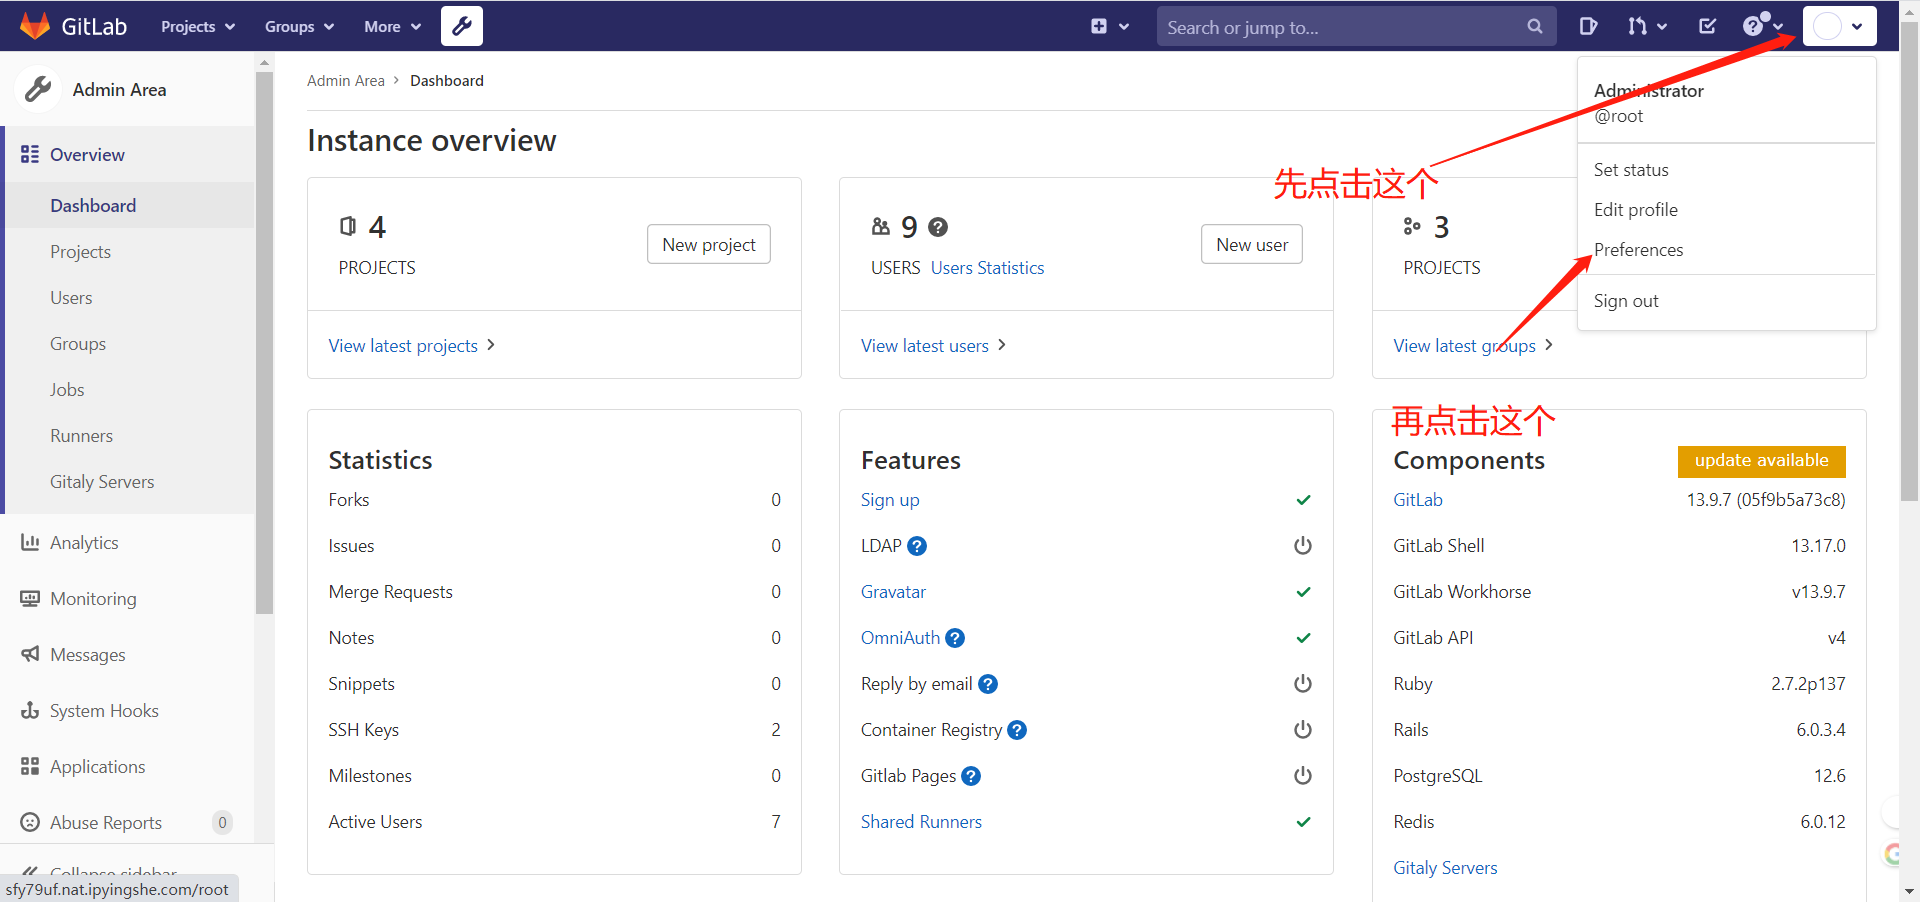 GitLab
Projects
Groups
More
Search or jump to...
Admin Area
Overview
Dashboard
Projects
Users
Groups
Jobs
Runners
Gitaly Servers
Analytics
Monitoring
Messages
System Hooks
Applications
Abuse Reports 0
Collapse sidebar
sfy79uf.nat.ipyingshe.com/root
Admin Area > Dashboard
Instance overview
4
PROJECTS
New project
View latest projects
9
USERS Users Statistics
New user
View latest users
3
PROJECTS
View latest groups
先点击这个
Administrator
@root
Set status
Edit profile
Preferences
Sign out
再点击这个
Statistics
Forks 0
Issues 0
Merge Requests 0
Notes 0
Snippets 0
SSH Keys 2
Milestones 0
Active Users 7
Features
Sign up
LDAP
Gravatar
OmniAuth
Reply by email
Container Registry
Gitlab Pages
Shared Runners
Components
update available
GitLab 13.9.7 (05f9b5a73c8)
GitLab Shell 13.17.0
GitLab Workhorse v13.9.7
GitLab API v4
Ruby 2.7.2p137
Rails 6.0.3.4
PostgreSQL 12.6
Redis 6.0.12
Gitaly Servers